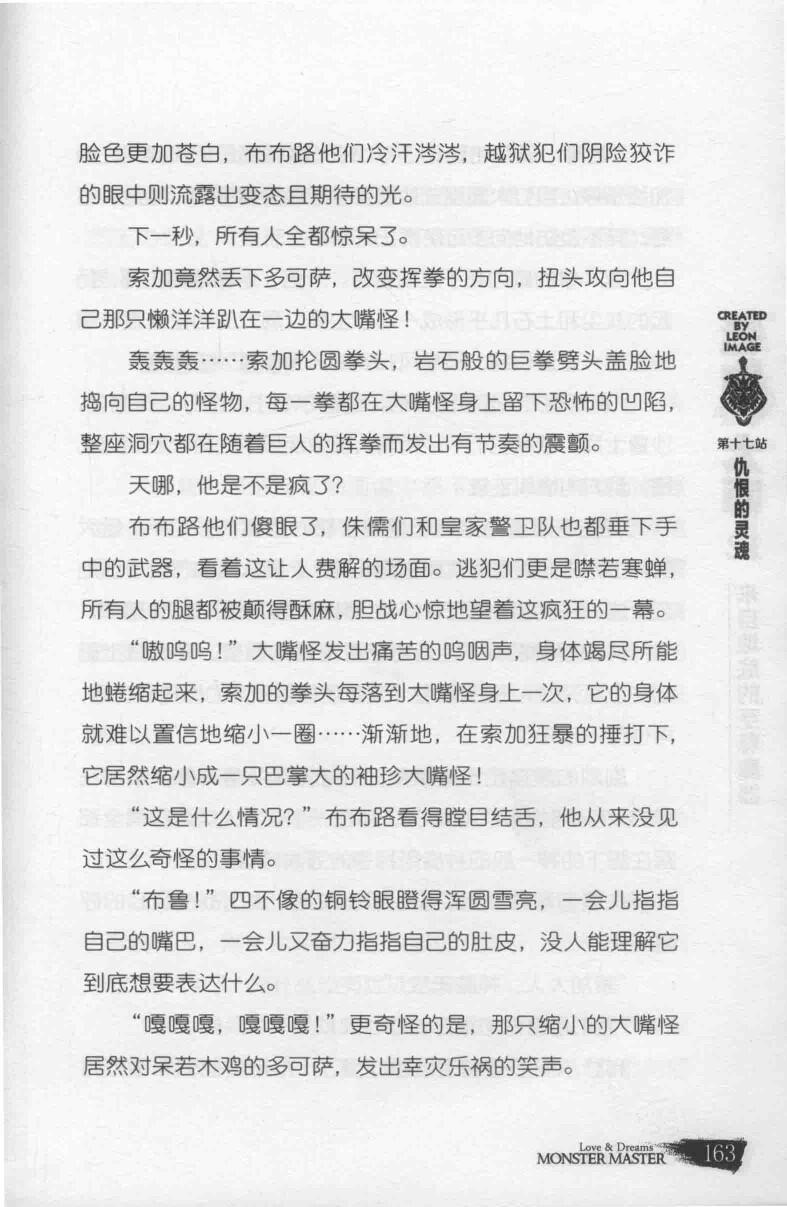 脸色更加苍白，布布路他们冷汗涔涔，越狱犯们阴险狡诈
的眼中则流露出变态且期待的光。
下一秒，所有人全都惊呆了。
索加竟然丢下多可萨，改变挥拳的方向，扭头攻向他自
己那只懒洋洋趴在一边的大嘴怪！
轰轰轰……索加抡圆拳头，岩石般的巨拳劈头盖脸地
捣向自己的怪物，每一拳都在大嘴怪身上留下恐怖的凹陷，
整座洞穴都在随着巨人的挥拳而发出有节奏的震颤。
天哪，他是不是疯了？
布布路他们傻眼了，侏儒们和皇家警卫队也都垂下手
中的武器，看着这让人费解的场面。逃犯们更是噤若寒蝉，
所有人的腿都被颠得酥麻，胆战心惊地望着这疯狂的一幕。
“嗷呜呜！”大嘴怪发出痛苦的呜咽声，身体竭尽所能
地蜷缩起来，索加的拳头每落到大嘴怪身上一次，它的身体
就难以置信地缩小一圈……渐渐地，在索加狂暴的捶打下，
它居然缩小成一只巴掌大的袖珍大嘴怪！
“这是什么情况？”布布路看得瞠目结舌，他从来没见
过这么奇怪的事情。
“布鲁！”四不像的铜铃眼瞪得浑圆雪亮，一会儿指指
自己的嘴巴，一会儿又奋力指指自己的肚皮，没人能理解它
到底想要表达什么。
“嘎嘎嘎，嘎嘎嘎！”更奇怪的是，那只缩小的大嘴怪
居然对呆若木鸡的多可萨，发出幸灾乐祸的笑声。
CREATED
BY
LEON
IMAGE
第十七站
仇恨的灵魂
Love & Dreams
MONSTER MASTER
163